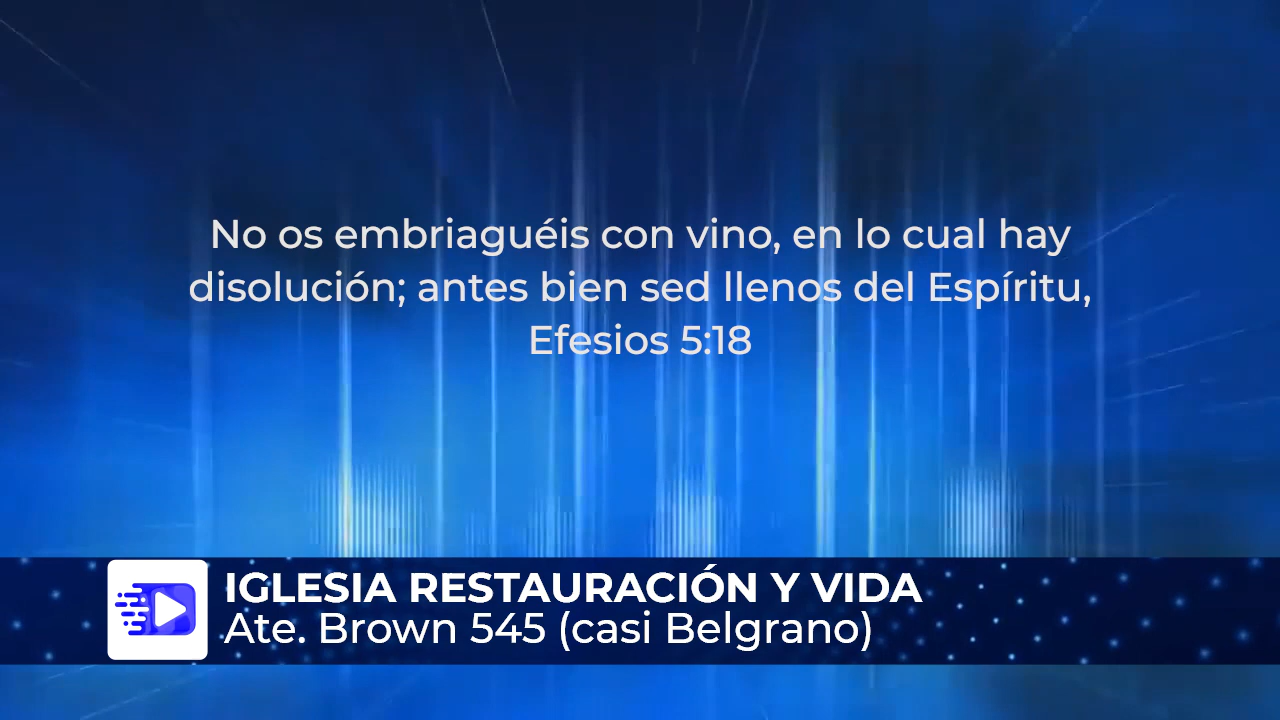 No os embriaguéis con vino, en lo cual hay
disolución; antes bien sed llenos del Espíritu,
Efesios 5:18
IGLESIA RESTAURACIÓN Y VIDA
Ate. Brown 545 (casi Belgrano)